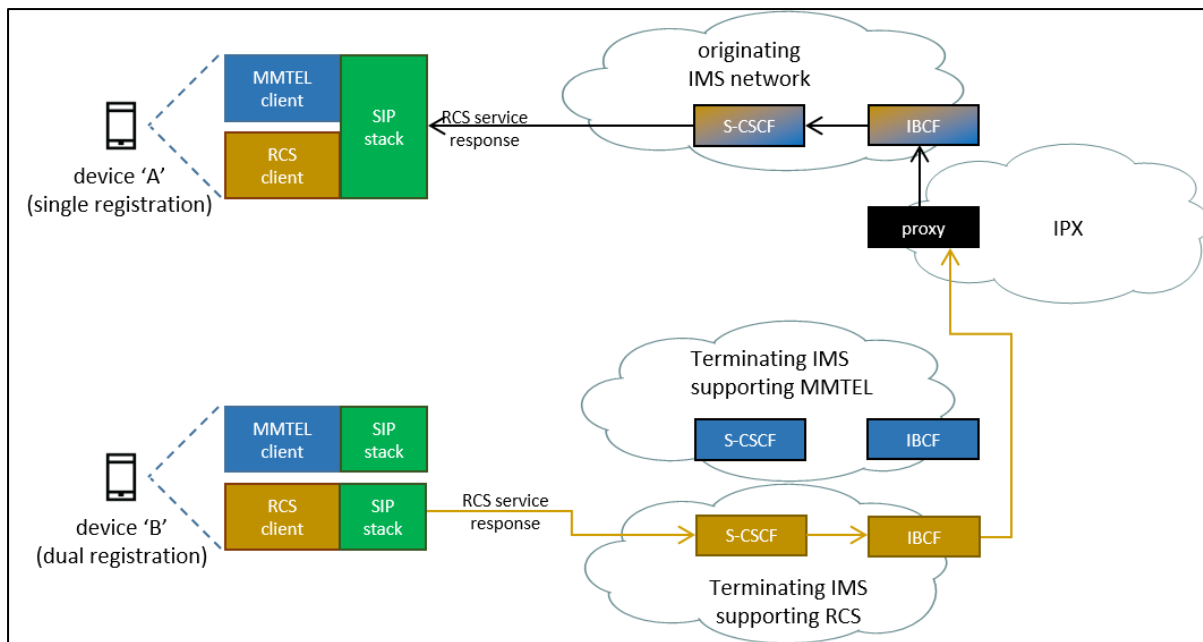 originating
IMS network
MMTEL
client
SIP
stack
RCS
client
RCS service
response
S-CSCF
IBCF
device ‘A’
(single registration)
proxy
IPX
Terminating IMS
supporting MMTEL
MMTEL
client
SIP
stack
S-CSCF
IBCF
device ‘B’
(dual registration)
RCS
client
SIP
stack
RCS service
response
S-CSCF
IBCF
Terminating IMS
supporting RCS